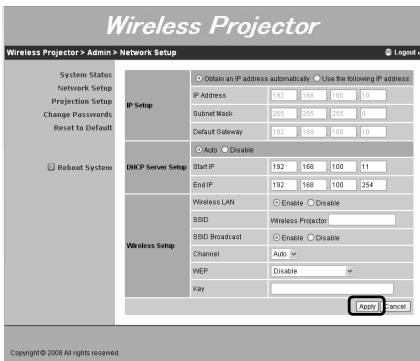 Wireless Projector
Wireless Projector > Admin > Network Setup
Logout
System Status
Network Setup
Projection Setup
Change Passwords
Reset to Default
Reboot System
IP Setup
Obtain an IP address automatically Use the following IP address:
IP Address 192 168 100 10
Subnet Mask 255 255 255 0
Default Gateway 192 168 100 10
DHCP Server Setup
Auto Disable
Start IP 192 168 100 11
End IP 192 168 100 254
Wireless Setup
Wireless LAN Enable Disable
SSID Wireless Projector
SSID Broadcast Enable Disable
Channel Auto
WEP Disable
Key
Apply Cancel
Copyright © 2008 All rights reserved.